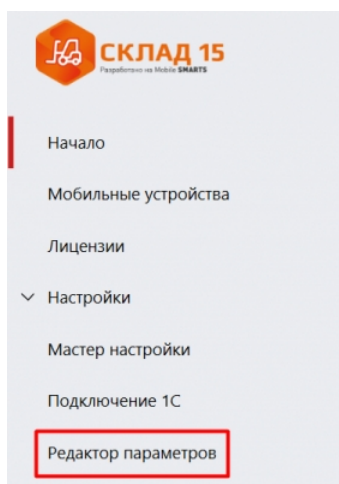 СКЛАД 15
Разработано на Mobile SMARTS
Начало
Мобильные устройства
Лицензии
Настройки
Мастер настройки
Подключение 1С
Редактор параметров